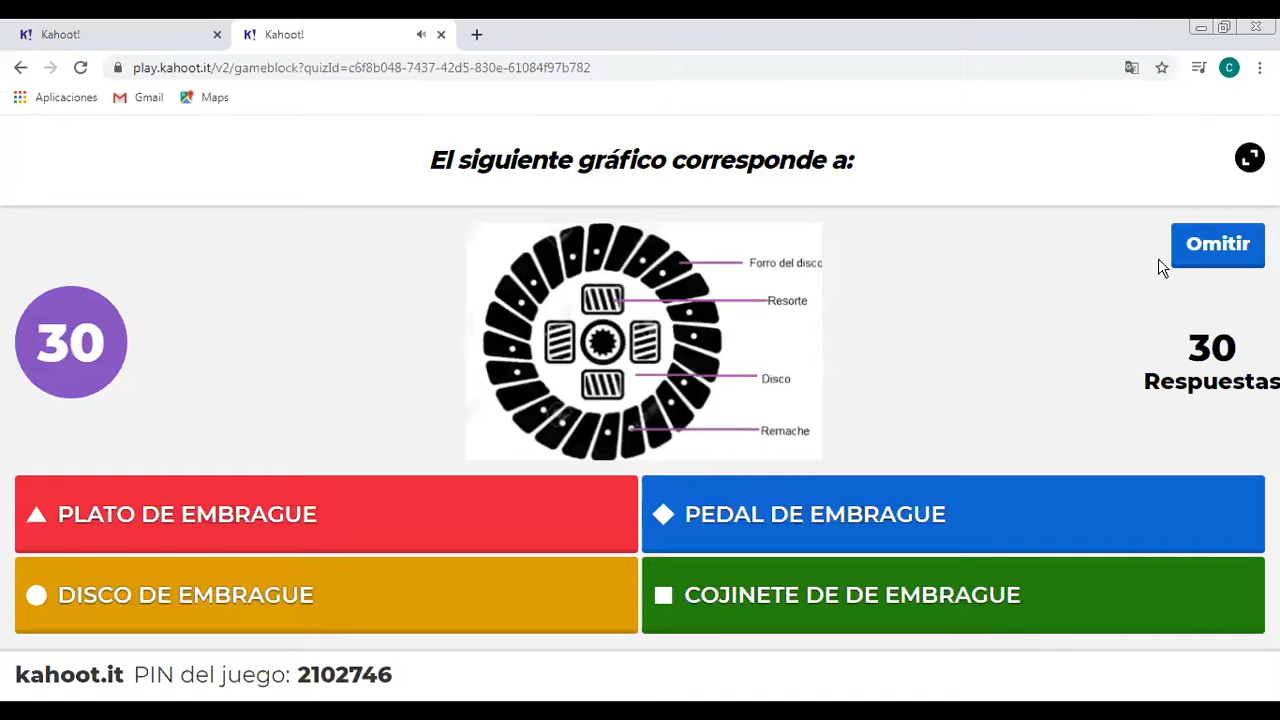 K! Kahoot!
K! Kahoot!
play.kahoot.it/v2/gameblock?quizId=c6f8b048-7437-42d5-830e-61084f97b782
C
Aplicaciones
Gmail
Maps
El siguiente gráfico corresponde a:
Omitir
30
30
Respuestas
Forro del disco
Resorte
Disco
Remache
PLATO DE EMBRAGUE
PEDAL DE EMBRAGUE
DISCO DE EMBRAGUE
COJINETE DE DE EMBRAGUE
kahoot.it PIN del juego: 2102746